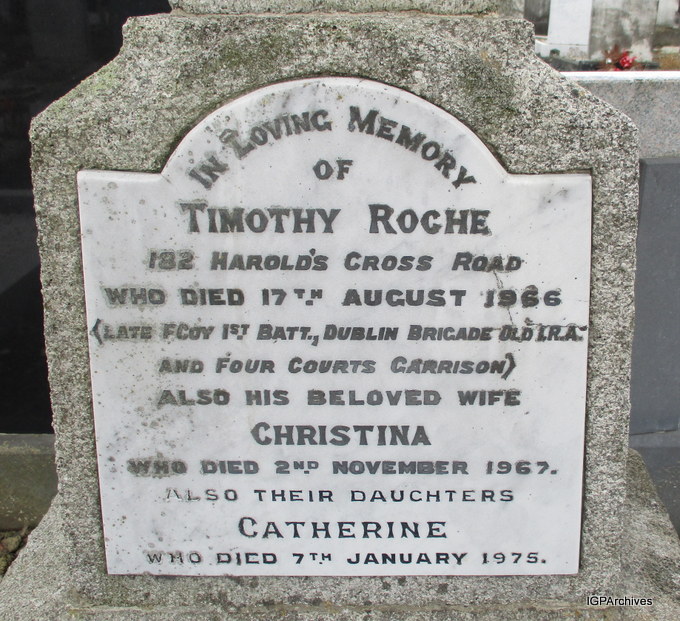 IN LOVING MEMORY
OF
TIMOTHY ROCHE
182 HAROLD'S CROSS ROAD
WHO DIED 17TH AUGUST 1966
(LATE F. COY 1ST BATT., DUBLIN BRIGADE OLD I.R.A.
AND FOUR COURTS GARRISON)
ALSO HIS BELOVED WIFE
CHRISTINA
WHO DIED 2ND NOVEMBER 1967.
ALSO THEIR DAUGHTERS
CATHERINE
WHO DIED 7TH JANUARY 1975.
IGPArchives